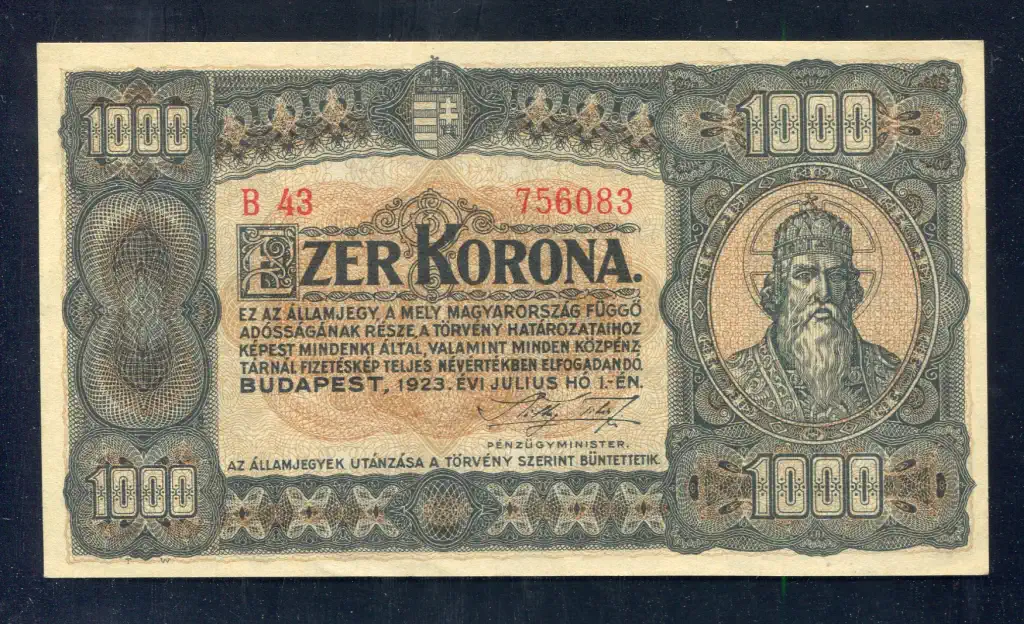 1000 1000
B 43 756083
EZER KORONA.
EZ AZ ÁLLAMJEGY, A MELY MAGYARORSZÁG FÜGGŐ
ADÓSSÁGÁNAK RÉSZE, A TÖRVÉNY HATÁROZATAIHOZ
KÉPEST MINDENKI ÁLTAL, VALAMINT MINDEN KÖZPÉNZ-
TÁRNÁL FIZETÉSKÉP TELJES NÉVÉRTÉKBEN ELFOGADANDÓ.
BUDAPEST, 1923. ÉVI JULIUS HÓ 1.-ÉN.
PÉNZÜGYMINISTER.
AZ ÁLLAMJEGYEK UTÁNZÁSA A TÖRVÉNY SZERINT BÜNTETTETIK.
1000 1000